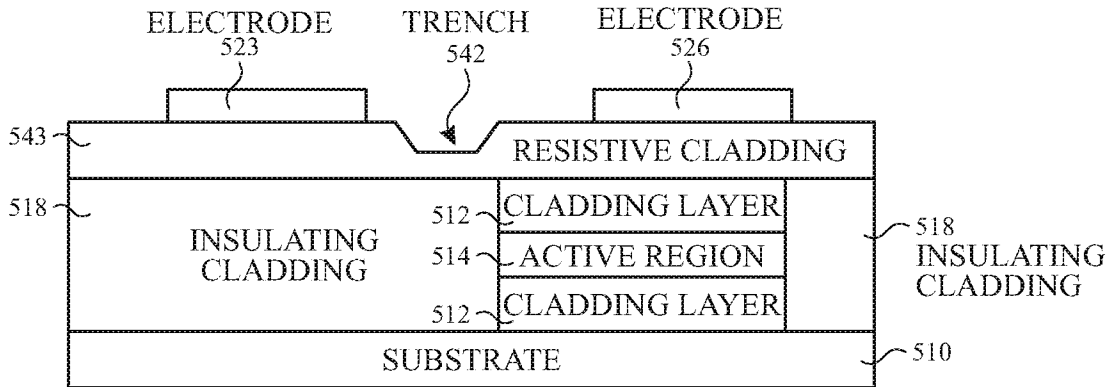 ELECTRODE
523
TRENCH
542
ELECTRODE
526
543
RESISTIVE CLADDING
518
INSULATING
CLADDING
512
CLADDING LAYER
514
ACTIVE REGION
512
CLADDING LAYER
518
INSULATING
CLADDING
SUBSTRATE
510